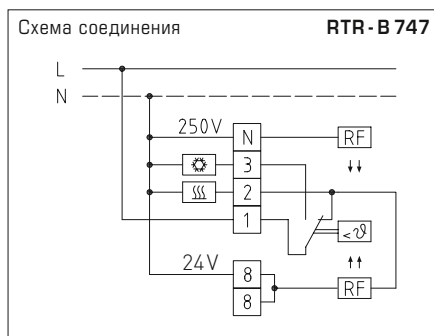 Схема соединения RTR-B 747
L
N
250V N RF
3
2
1 <ϑ
24V 8
8 RF